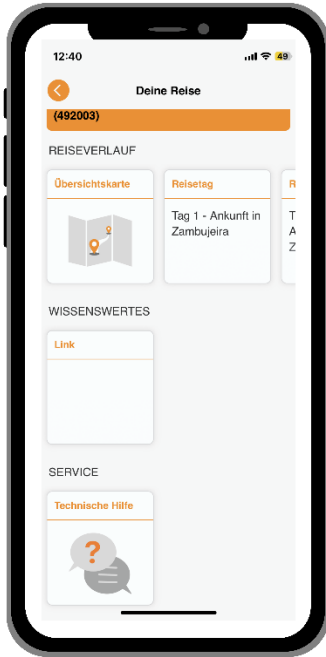 12:40
49
Deine Reise
(492003)
REISEVERLAUF
Übersichtskarte
Reisetag
R
Tag 1 - Ankunft in
Zambujeira
T
A
Z
WISSENSWERTES
Link
SERVICE
Technische Hilfe
?